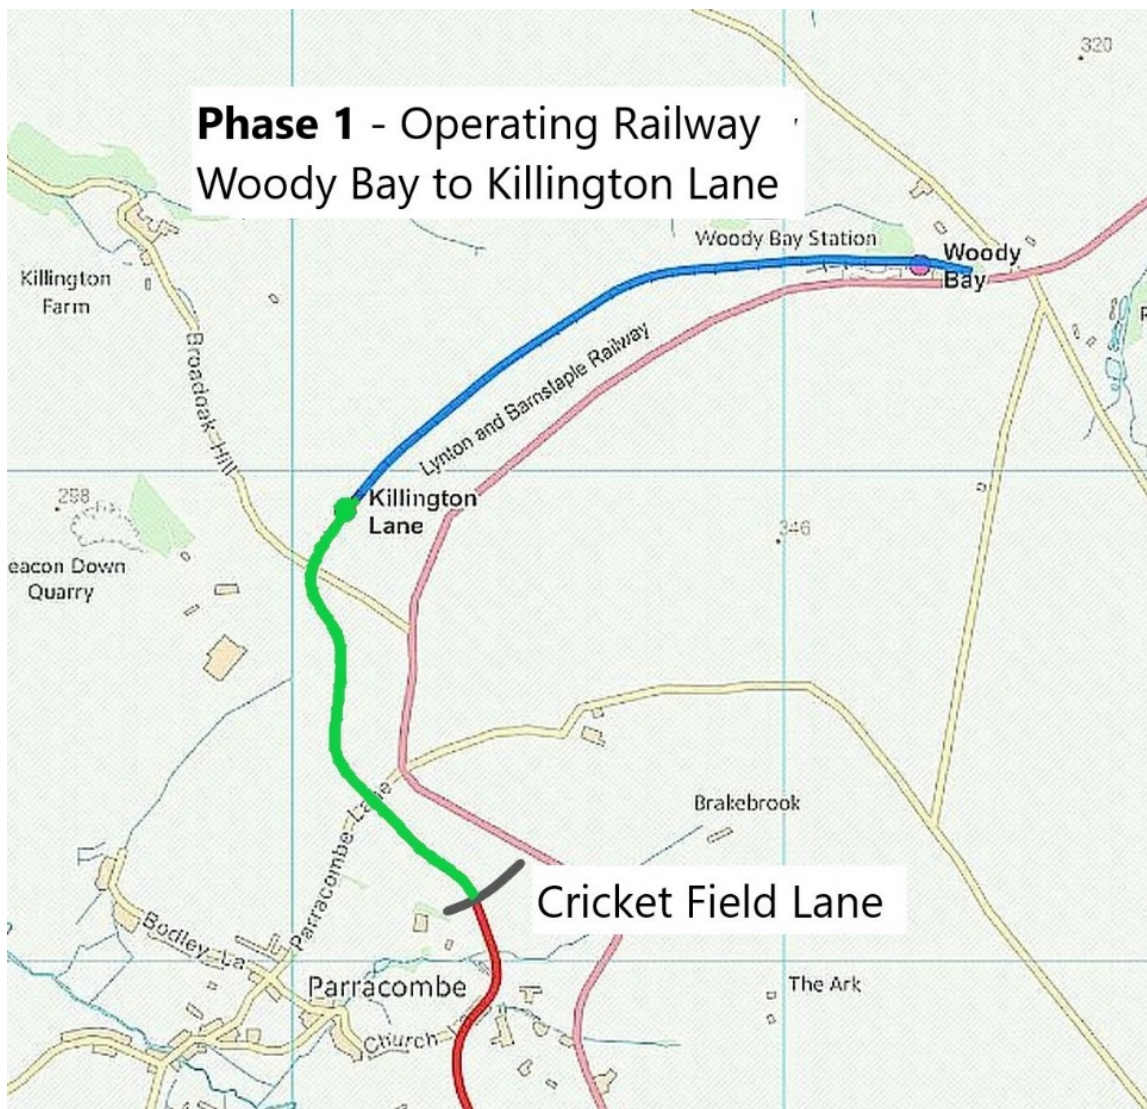 320
Phase 1 - Operating Railway
Woody Bay to Killington Lane
Woody Bay Station
Woody
Bay
Killington
Farm
Broadoak Hill
Lynton and Barnstaple Railway
Killington
Lane
298
346
eacon Down
Quarry
Brakebrook
Parracombe Lane
Cricket Field Lane
Bodley La
Parracombe
The Ark
Church
R